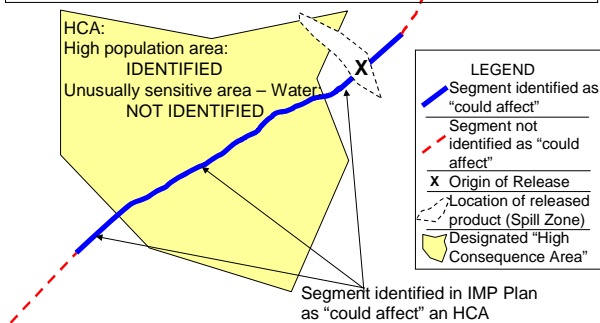 HCA:
High population area:
IDENTIFIED
Unusually sensitive area – Water:
NOT IDENTIFIED
X
LEGEND
Segment identified as
“could affect”
Segment not
identified as “could
affect”
X Origin of Release
Location of released
product (Spill Zone)
Designated “High
Consequence Area”
Segment identified in IMP Plan
as “could affect” an HCA